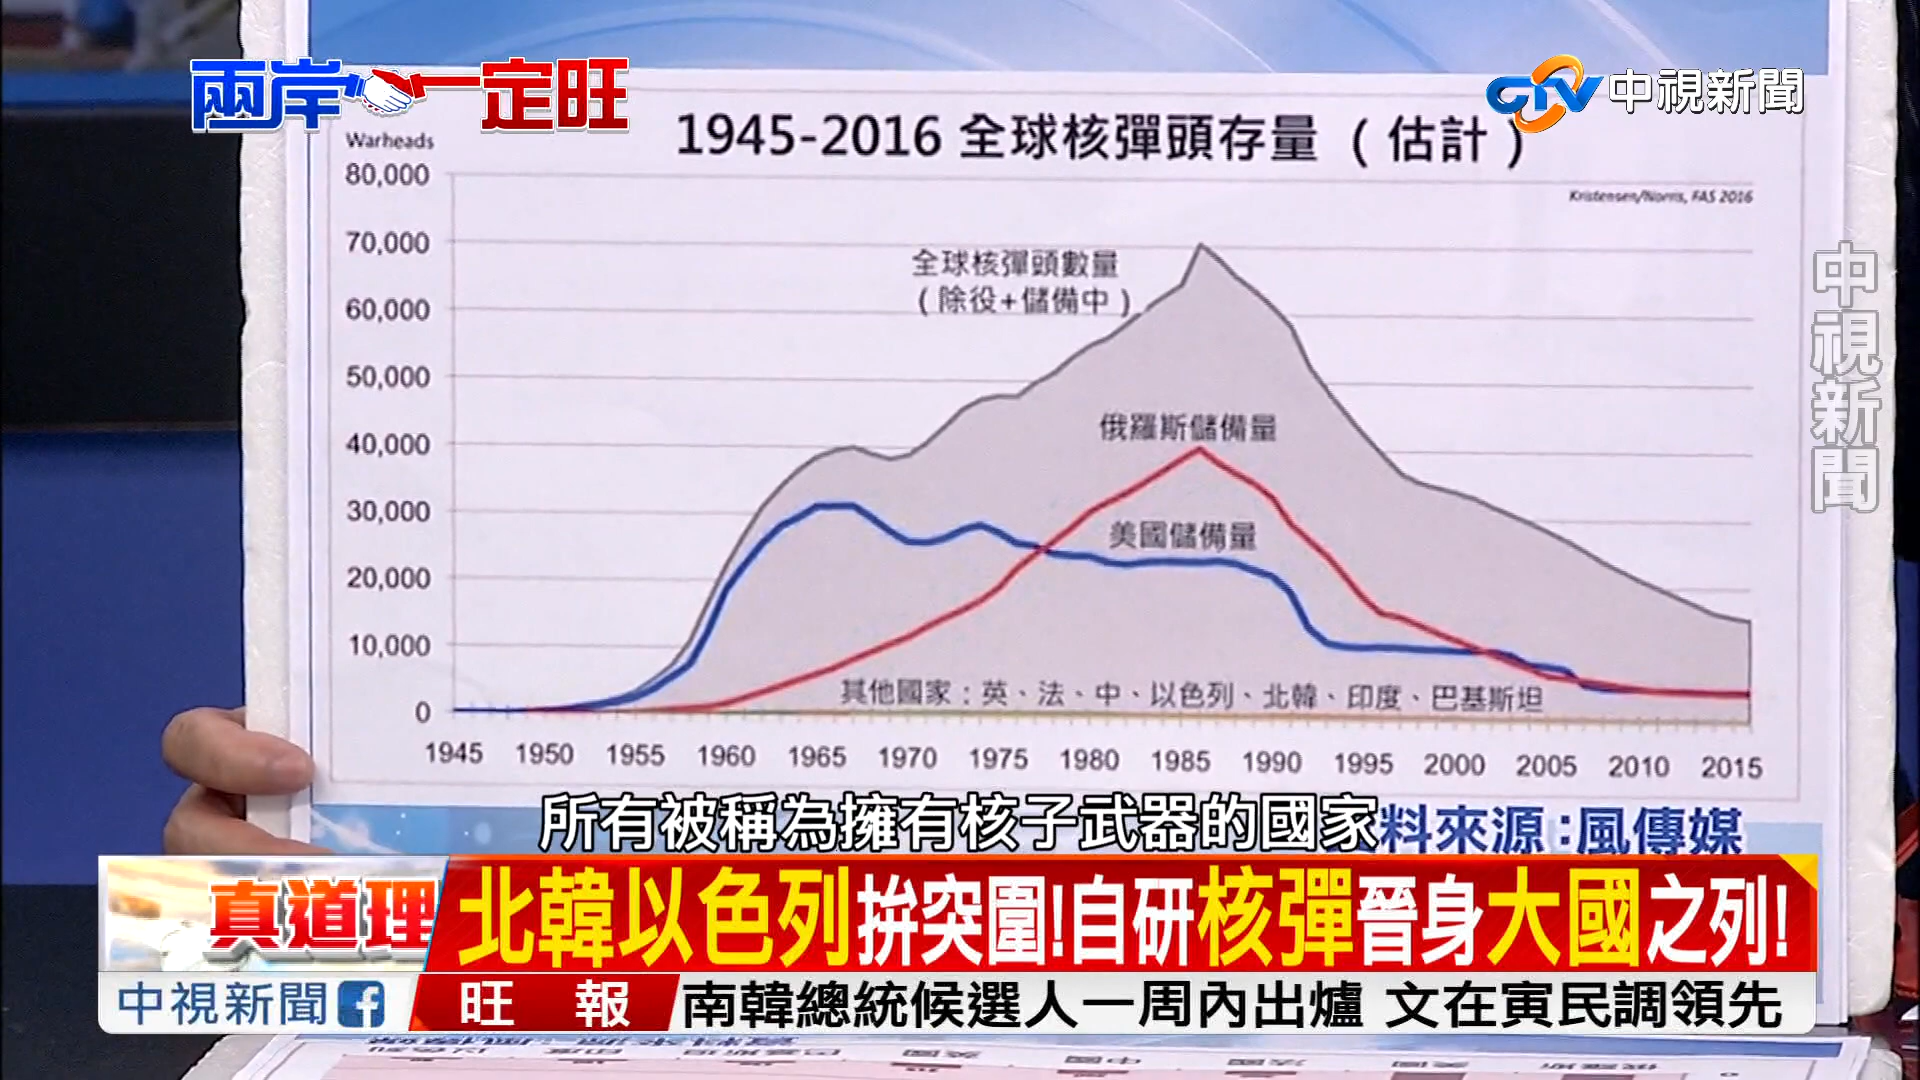 兩岸一定旺
CTV 中視新聞
Warheads
1945-2016 全球核彈頭存量 （估計）
Kristensen/Norris, FAS 2016
80,000
70,000
60,000
50,000
40,000
30,000
20,000
10,000
0
全球核彈頭數量
（除役+儲備中）
俄羅斯儲備量
美國儲備量
其他國家：英、法、中、以色列、北韓、印度、巴基斯坦
1945 1950 1955 1960 1965 1970 1975 1980 1985 1990 1995 2000 2005 2010 2015
中視新聞
料來源:風傳媒
所有被稱為擁有核子武器的國家
真道理
北韓以色列拚突圍!自研核彈晉身大國之列!
中視新聞
旺 報
南韓總統候選人一周內出爐 文在寅民調領先